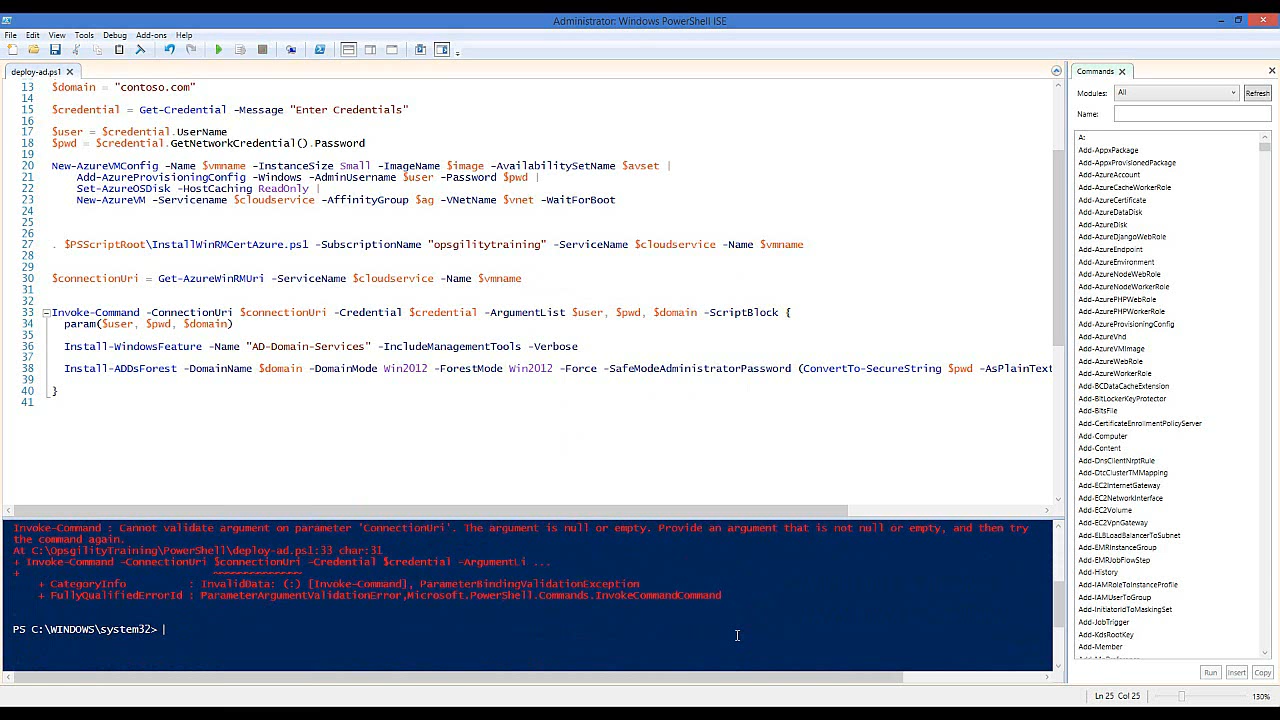 Administrator: Windows PowerShell ISE
File Edit View Tools Debug Add-ons Help
deploy-ad.ps1
13 $domain = "contoso.com"
14
15 $credential = Get-Credential -Message "Enter Credentials"
16
17 $user = $credential.UserName
18 $pwd = $credential.GetNetworkCredential().Password
19
20 New-AzureVMConfig -Name $vmname -InstanceSize Small -ImageName $image -AvailabilitySetName $avset |
21 Add-AzureProvisioningConfig -Windows -AdminUsername $user -Password $pwd |
22 Set-AzureOSDisk -HostCaching ReadOnly |
23 New-AzureVM -Servicename $cloudservice -AffinityGroup $ag -VNetName $vnet -WaitForBoot
24
25
26
27 . $PSScriptRoot\InstallWinRMCertAzure.ps1 -SubscriptionName "opsgilitytraining" -ServiceName $cloudservice -Name $vmname
28
29
30 $connectionUri = Get-AzureWinRMUri -ServiceName $cloudservice -Name $vmname
31
32
33 Invoke-Command -ConnectionUri $connectionUri -Credential $credential -ArgumentList $user, $pwd, $domain -ScriptBlock {
34 param($user, $pwd, $domain)
35
36 Install-WindowsFeature -Name "AD-Domain-Services" -IncludeManagementTools -Verbose
37
38 Install-ADDsForest -DomainName $domain -DomainMode Win2012 -ForestMode Win2012 -Force -SafeModeAdministratorPassword (ConvertTo-SecureString $pwd -AsPlainText
39
40 }
41
Invoke-Command : Cannot validate argument on parameter 'ConnectionUri'. The argument is null or empty. Provide an argument that is not null or empty, and then try
the command again.
At C:\OpsgilityTraining\PowerShell\deploy-ad.ps1:33 char:31
+ Invoke-Command -ConnectionUri $connectionUri -Credential $credential -ArgumentLi ...
+ ~~~~~~~~~~~~~~
+ CategoryInfo : InvalidData: (:) [Invoke-Command], ParameterBindingValidationException
+ FullyQualifiedErrorId : ParameterArgumentValidationError,Microsoft.PowerShell.Commands.InvokeCommandCommand
PS C:\WINDOWS\system32>
Commands
Modules: All Refresh
Name:
A:
Add-AppxPackage
Add-AppxProvisionedPackage
Add-AzureAccount
Add-AzureCacheWorkerRole
Add-AzureCertificate
Add-AzureDataDisk
Add-AzureDisk
Add-AzureDjangoWebRole
Add-AzureEndpoint
Add-AzureEnvironment
Add-AzureNodeWebRole
Add-AzureNodeWorkerRole
Add-AzurePHPWebRole
Add-AzurePHPWorkerRole
Add-AzureProvisioningConfig
Add-AzureVhd
Add-AzureVMImage
Add-AzureWebRole
Add-AzureWorkerRole
Add-BCDataCacheExtension
Add-BitLockerKeyProtector
Add-BitsFile
Add-CertificateEnrollmentPolicyServer
Add-Computer
Add-Content
Add-DnsClientNrptRule
Add-DtcClusterTMMapping
Add-EC2InternetGateway
Add-EC2NetworkInterface
Add-EC2Volume
Add-EC2VpnGateway
Add-ELBLoadBalancerToSubnet
Add-EMRInstanceGroup
Add-EMRJobFlowStep
Add-History
Add-IAMRoleToInstanceProfile
Add-IAMUserToGroup
Add-InitiatorIdToMaskingSet
Add-JobTrigger
Add-KdsRootKey
Add-Member
Run Insert Copy
Ln 25 Col 25 130%